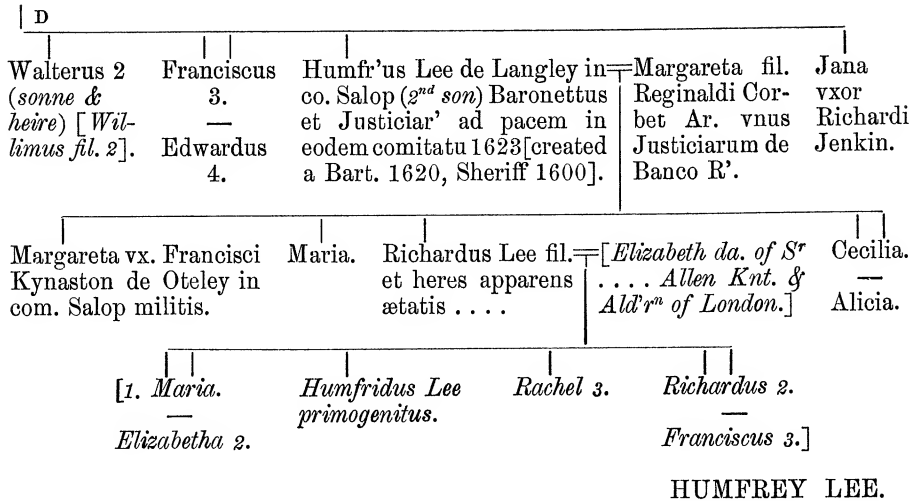 D
Walterus 2
(sonne &
heire) [Wil-
limus fil. 2].
Franciscus
3.
—
Edwardus
4.
Humfr'us Lee de Langley in
co. Salop (2nd son) Baronettus
et Justiciar' ad pacem in
eodem comitatu 1623 [created
a Bart. 1620, Sheriff 1600].
Margareta fil.
Reginaldi Cor-
bet Ar. vnus
Justiciarum de
Banco R'.
Jana
vxor
Richardi
Jenkin.
Margareta vx. Francisci
Kynaston de Oteley in
com. Salop militis.
Maria.
Richardus Lee fil.
et heres apparens
ætatis . . . .
[Elizabeth da. of Sr
. . . . Allen Knt. &
Ald'rn of London.]
Cecilia.
—
Alicia.
[1. Maria.
—
Elizabetha 2.
Humfridus Lee
primogenitus.
Rachel 3.
Richardus 2.
—
Franciscus 3.]
HUMFREY LEE.